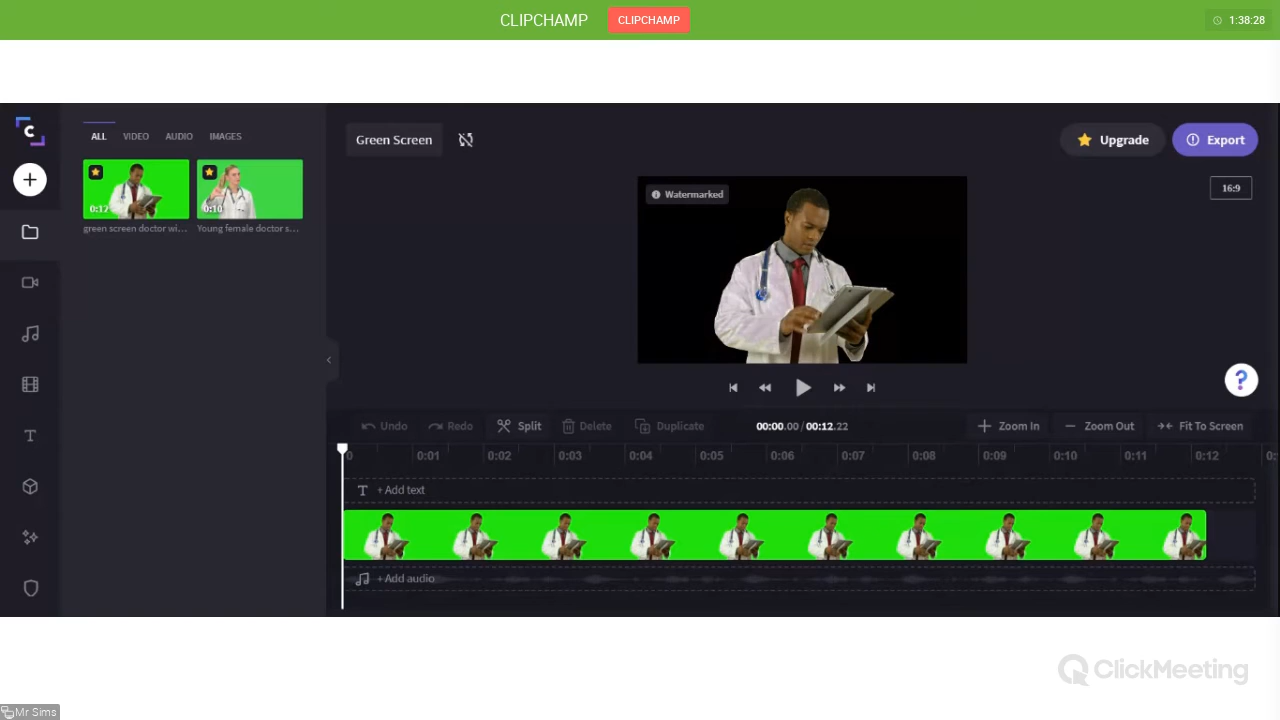 CLIPCHAMP
CLIPCHAMP
1:38:28
C
ALL VIDEO AUDIO IMAGES
0:12
0:10
green screen doctor wi...
Young female doctor s...
Green Screen
Upgrade
Export
Watermarked
16:9
?
Undo Redo Split Delete Duplicate 00:00.00 / 00:12.22 Zoom In Zoom Out Fit To Screen
0 0:01 0:02 0:03 0:04 0:05 0:06 0:07 0:08 0:09 0:10 0:11 0:12 0:
T + Add text
+ Add audio
ClickMeeting
Mr Sims